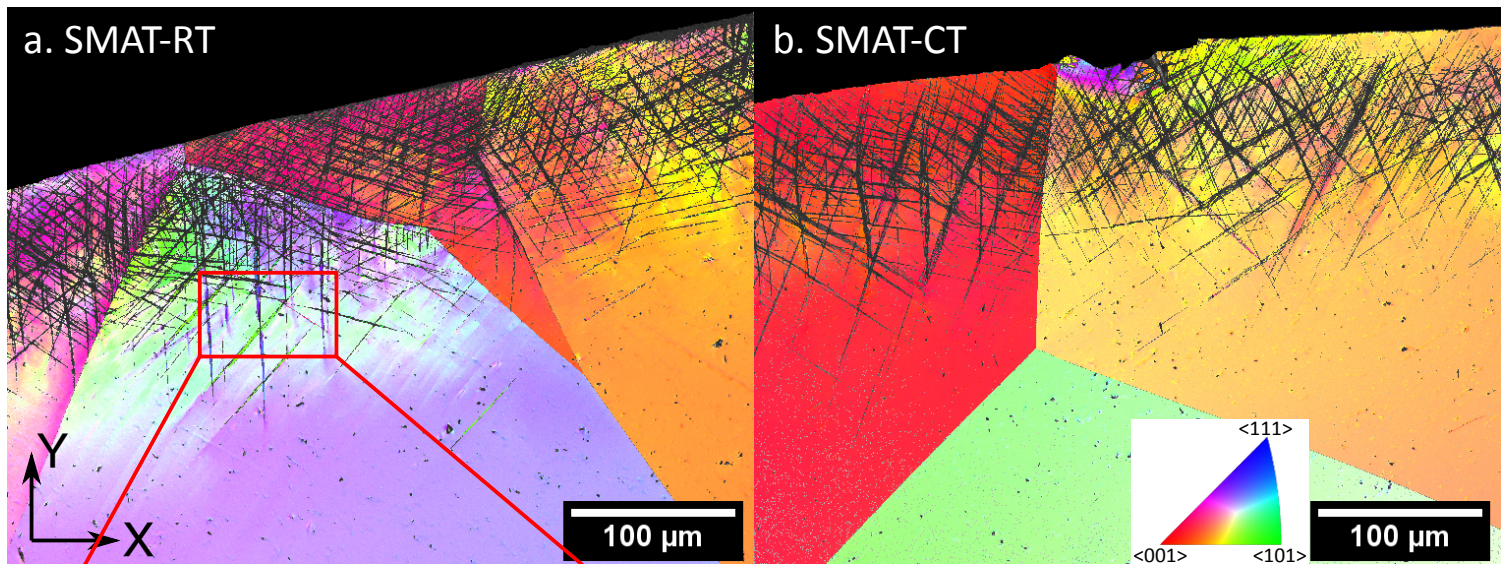 a. SMAT-RT
b. SMAT-CT
Y
X
100 µm
<111>
<001>
<101>
100 µm